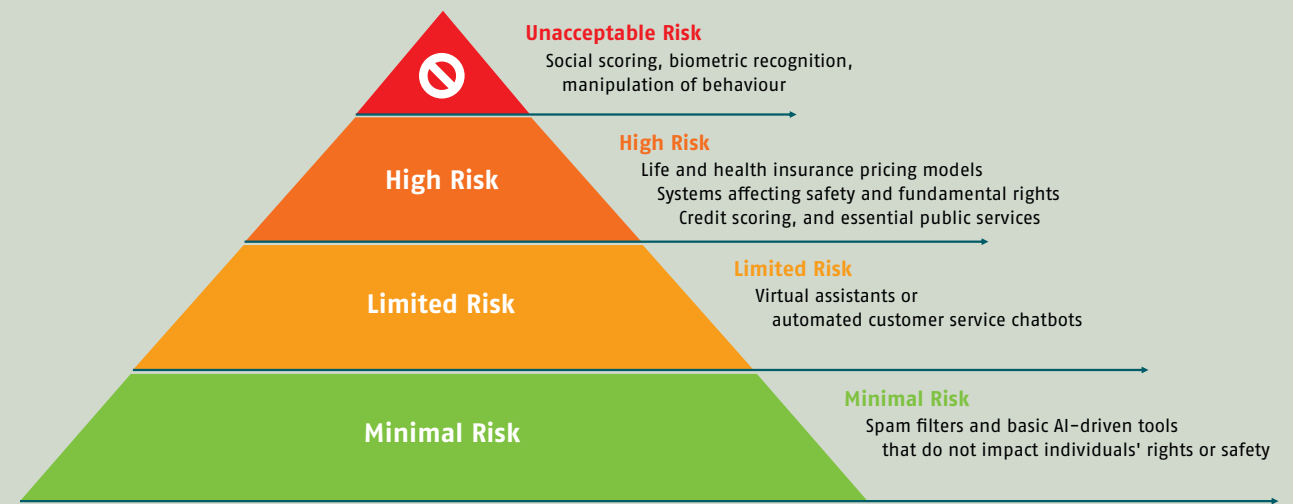 Unacceptable Risk
Social scoring, biometric recognition,
manipulation of behaviour
High Risk
High Risk
Life and health insurance pricing models
Systems affecting safety and fundamental rights
Credit scoring, and essential public services
Limited Risk
Limited Risk
Virtual assistants or
automated customer service chatbots
Minimal Risk
Minimal Risk
Spam filters and basic AI-driven tools
that do not impact individuals' rights or safety